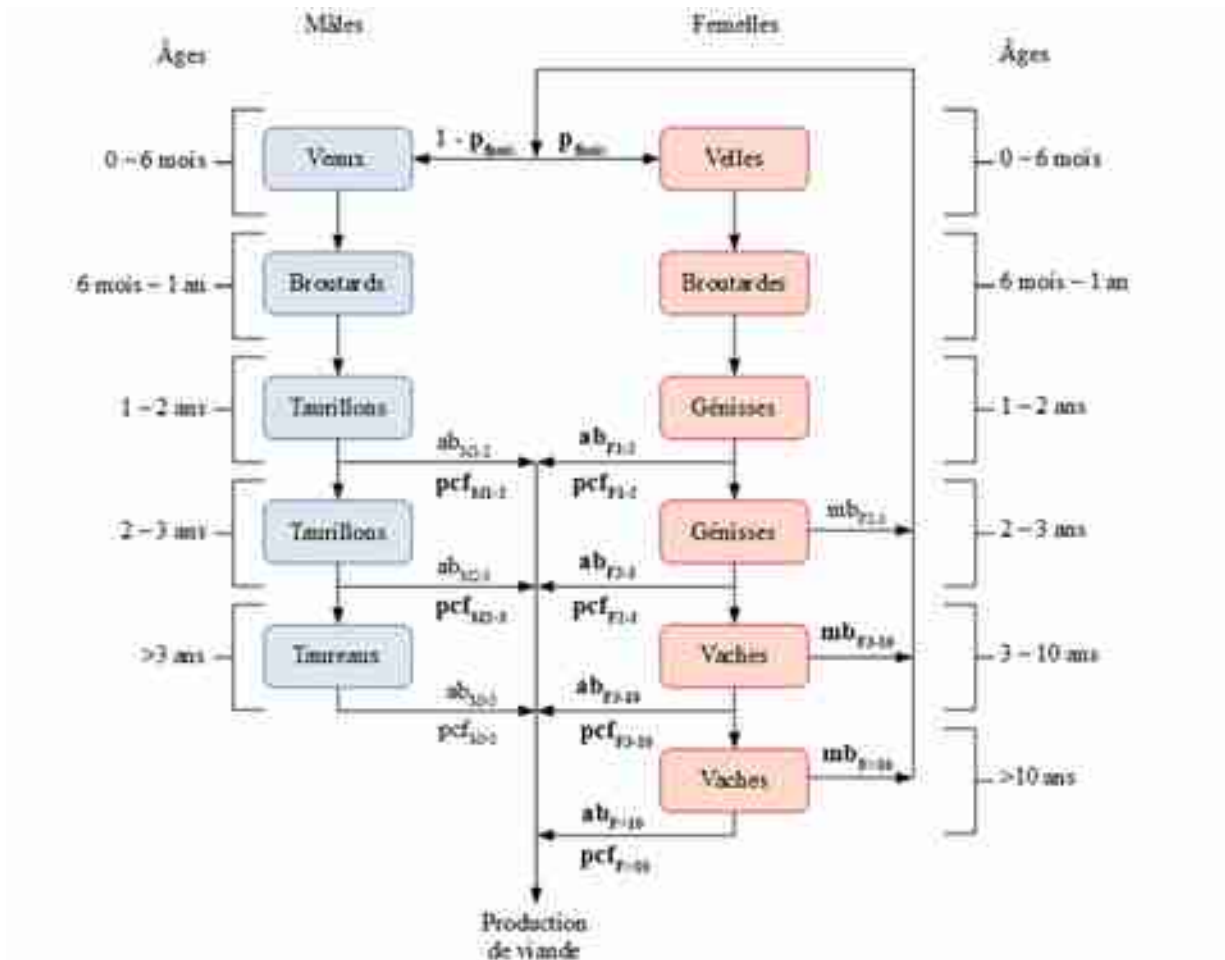 Mâles
Femelles
Âges
Âges
0 – 6 mois
1 - p
p
Veaux
Velles
0 – 6 mois
6 mois – 1 an
Broutards
Broutardes
6 mois – 1 an
1 – 2 ans
Taurillons
Génisses
1 – 2 ans
ab
ab
pcf
pcf
2 – 3 ans
Taurillons
Génisses
mb
2 – 3 ans
ab
ab
pcf
pcf
>3 ans
Taureaux
Vaches
mb
3 – 10 ans
ab
ab
pcf
pcf
Vaches
mb
>10 ans
ab
pcf
Production
de viande